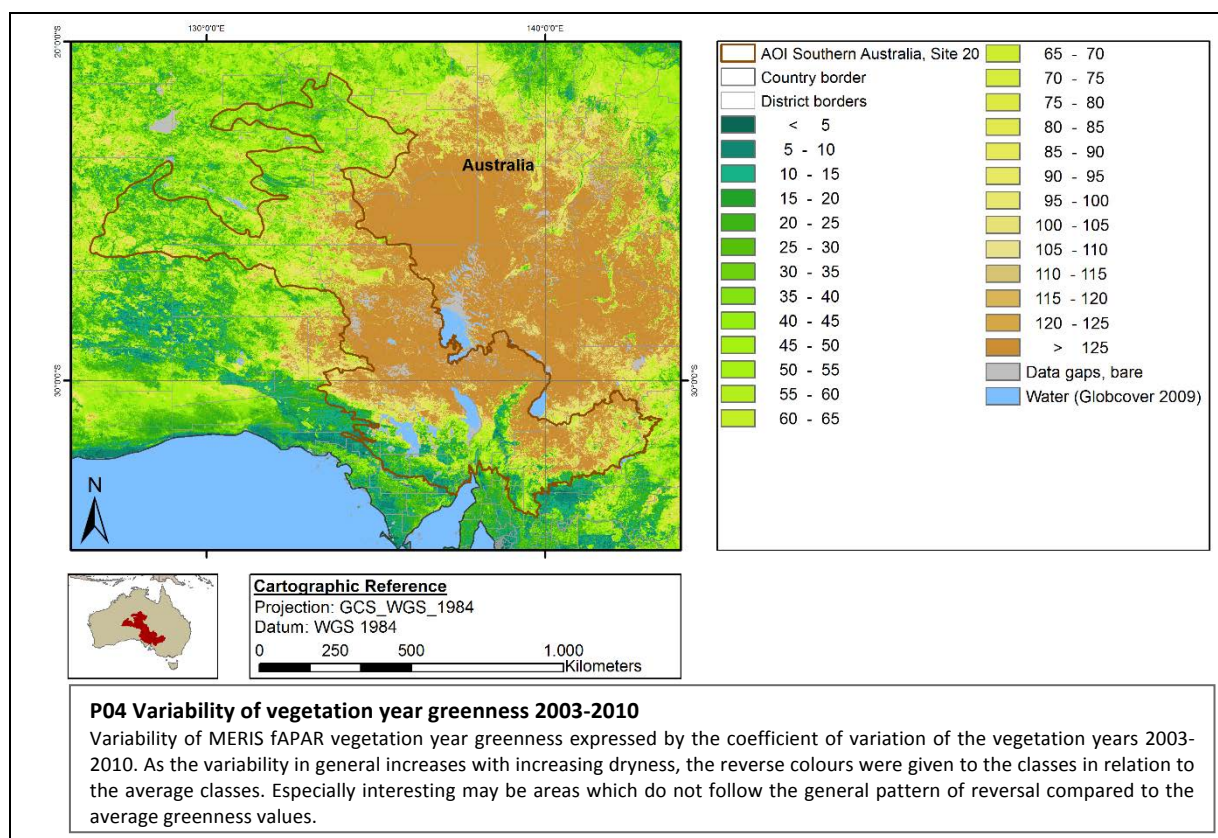 130°0'0"S
140°0'0"S
20°0'0"S
30°0'0"S
30°0'0"S
Australia
N
AOI Southern Australia, Site 20
Country border
District borders
< 5
5 - 10
10 - 15
15 - 20
20 - 25
25 - 30
30 - 35
35 - 40
40 - 45
45 - 50
50 - 55
55 - 60
60 - 65
65 - 70
70 - 75
75 - 80
80 - 85
85 - 90
90 - 95
95 - 100
100 - 105
105 - 110
110 - 115
115 - 120
120 - 125
> 125
Data gaps, bare
Water (Globcover 2009)
Cartographic Reference
Projection: GCS_WGS_1984
Datum: WGS 1984
0 250 500 1.000
Kilometers
P04 Variability of vegetation year greenness 2003-2010
Variability of MERIS fAPAR vegetation year greenness expressed by the coefficient of variation of the vegetation years 2003-
2010. As the variability in general increases with increasing dryness, the reverse colours were given to the classes in relation to
the average classes. Especially interesting may be areas which do not follow the general pattern of reversal compared to the
average greenness values.